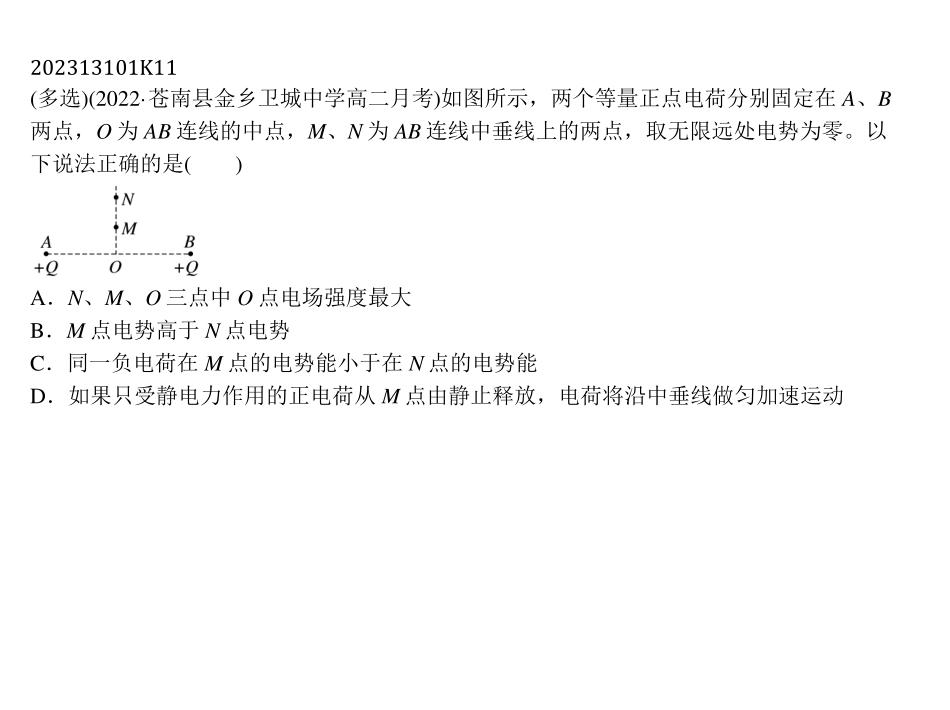 202313101K11
(多选)(2022·苍南县金乡卫城中学高二月考)如图所示，两个等量正点电荷分别固定在 A、B
两点，O 为 AB 连线的中点，M、N 为 AB 连线中垂线上的两点，取无限远处电势为零。以
下说法正确的是(　　)
N
M
A B
+Q O +Q
A．N、M、O 三点中 O 点电场强度最大
B．M 点电势高于 N 点电势
C．同一负电荷在 M 点的电势能小于在 N 点的电势能
D．如果只受静电力作用的正电荷从 M 点由静止释放，电荷将沿中垂线做匀加速运动